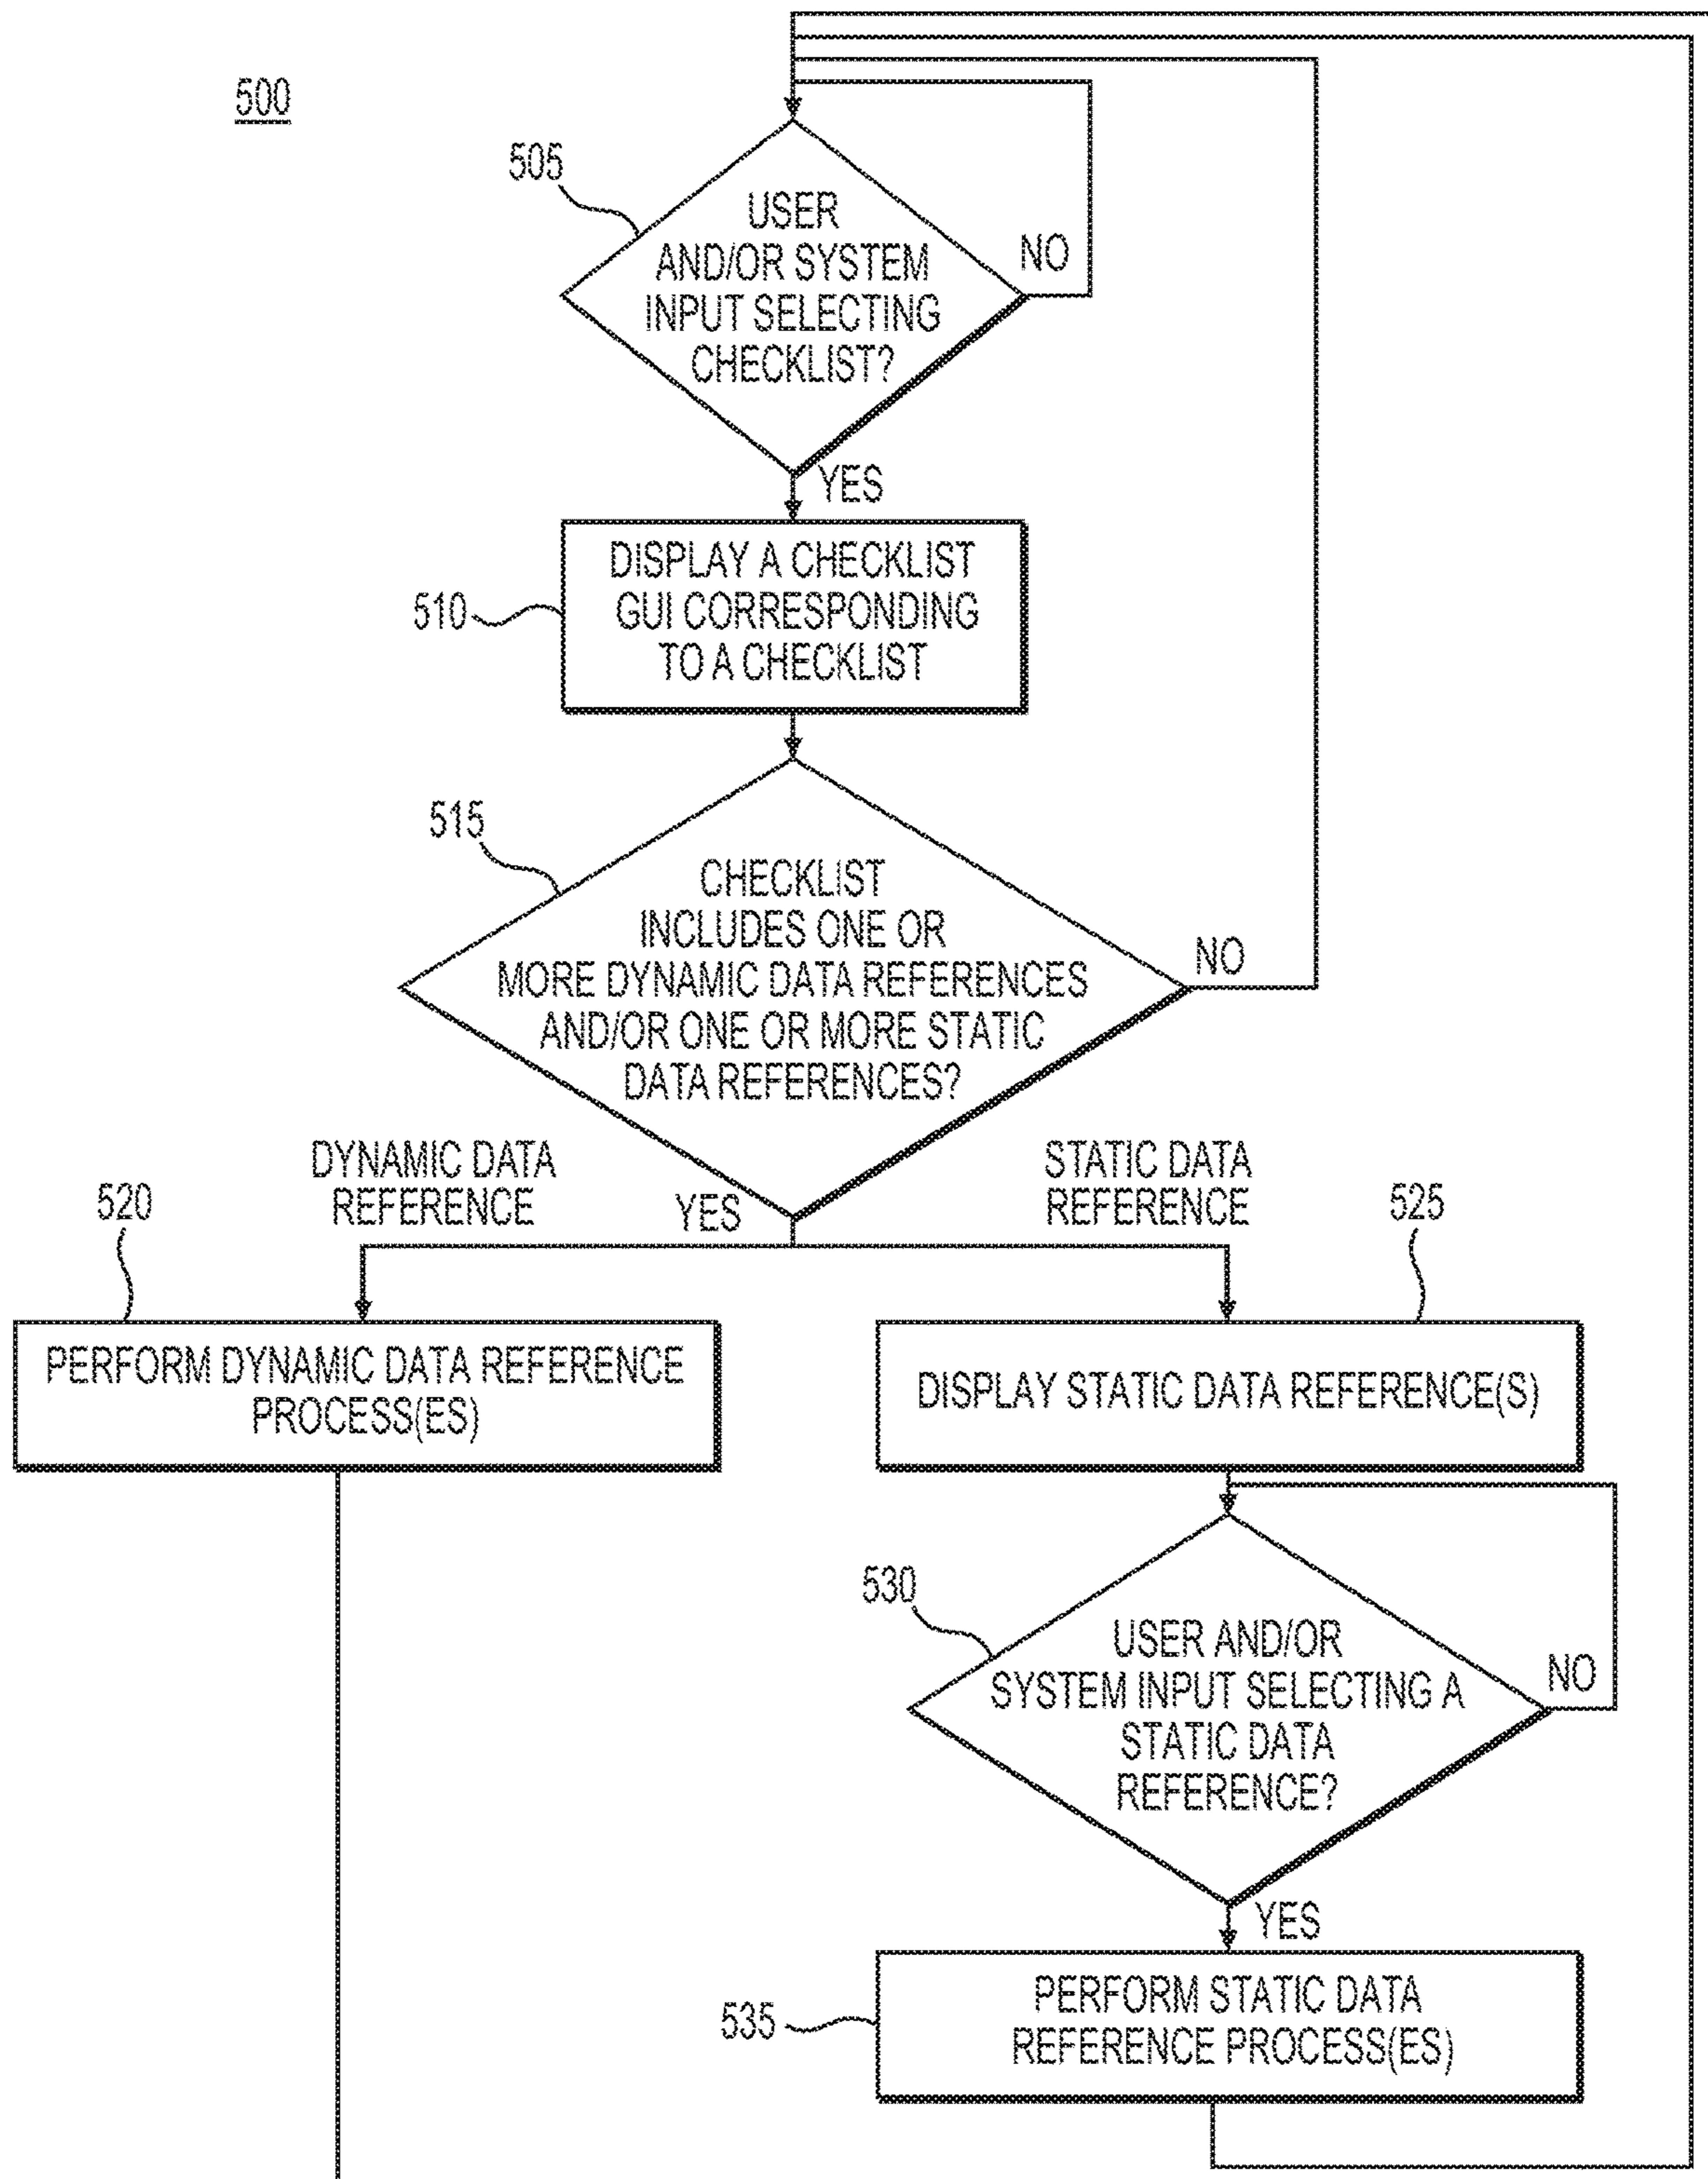 500
505
USER
AND/OR SYSTEM
INPUT SELECTING
CHECKLIST?
NO
YES
510
DISPLAY A CHECKLIST
GUI CORRESPONDING
TO A CHECKLIST
515
CHECKLIST
INCLUDES ONE OR
MORE DYNAMIC DATA REFERENCES
AND/OR ONE OR MORE STATIC
DATA REFERENCES?
NO
DYNAMIC DATA
REFERENCE
YES
STATIC DATA
REFERENCE
520
525
PERFORM DYNAMIC DATA REFERENCE
PROCESS(ES)
DISPLAY STATIC DATA REFERENCE(S)
530
USER AND/OR
SYSTEM INPUT SELECTING A
STATIC DATA
REFERENCE?
NO
YES
535
PERFORM STATIC DATA
REFERENCE PROCESS(ES)